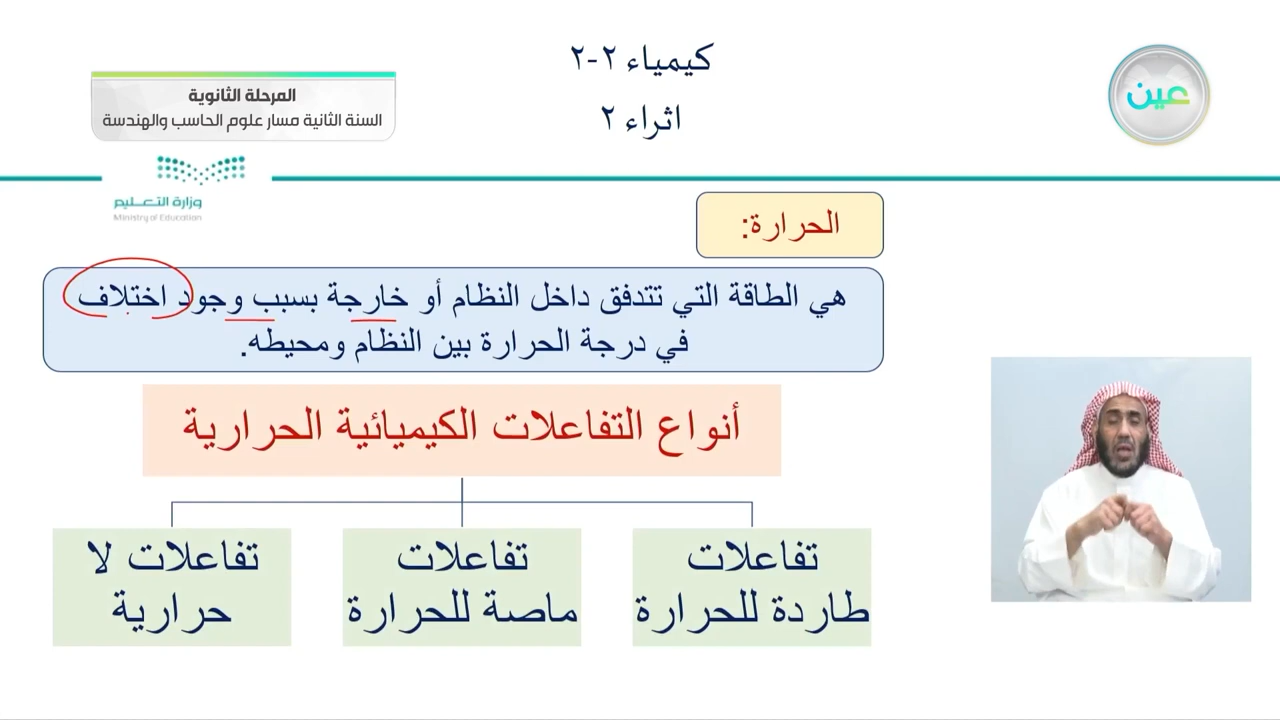 كيمياء ٢-٢
اثراء ٢
عين
المرحلة الثانوية
السنة الثانية مسار علوم الحاسب والهندسة
وزارة التعليم
Ministry of Education
الحرارة:
هي الطاقة التي تتدفق داخل النظام أو خارجة بسبب وجود اختلاف
في درجة الحرارة بين النظام ومحيطه.
أنواع التفاعلات الكيميائية الحرارية
تفاعلات
طاردة للحرارة
تفاعلات
ماصة للحرارة
تفاعلات لا
حرارية